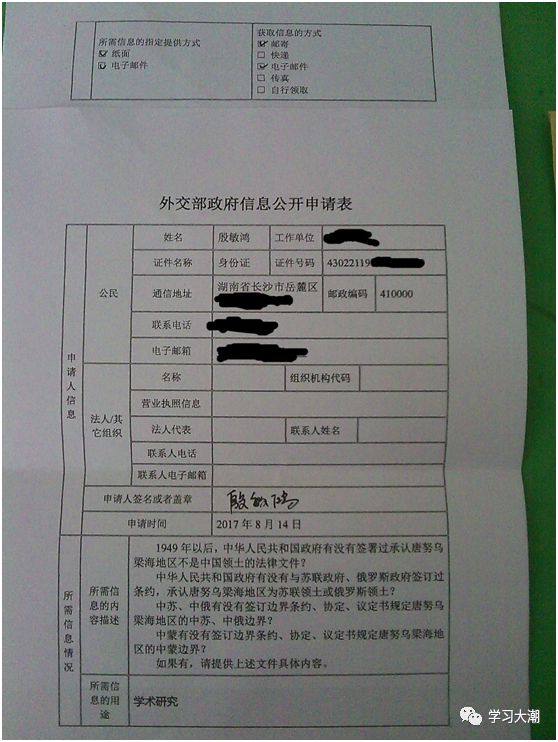 所需信息的指定提供方式
纸面
电子邮件
获取信息的方式
邮寄
快递
电子邮件
传真
自行领取
外交部政府信息公开申请表
申请人信息
公民
姓名 殷敏鸿 工作单位
证件名称 身份证 证件号码 43022119
通信地址 湖南省长沙市岳麓区 邮政编码 410000
联系电话
电子邮箱
法人/其
它组织
名称 组织机构代码
营业执照信息
法人代表 联系人姓名
联系人电话
联系人电子邮箱
申请人签名或者盖章 殷敏鸿
申请时间 2017 年 8 月 14 日
所需信息情况
所需信
息的内
容描述
1949 年以后，中华人民共和国政府有没有签署过承认唐努乌
梁海地区不是中国领土的法律文件？
中华人民共和国政府有没有与苏联政府、俄罗斯政府签订过
条约，承认唐努乌梁海地区为苏联领土或俄罗斯领土？
中苏、中俄有没有签订边界条约、协定、议定书规定唐努乌
梁海地区的中苏、中俄边界？
中蒙有没有签订边界条约、协定、议定书规定唐努乌梁海地
区的中蒙边界？
如果有，请提供上述文件具体内容。
所需信
息的用
途
学术研究
学习大潮